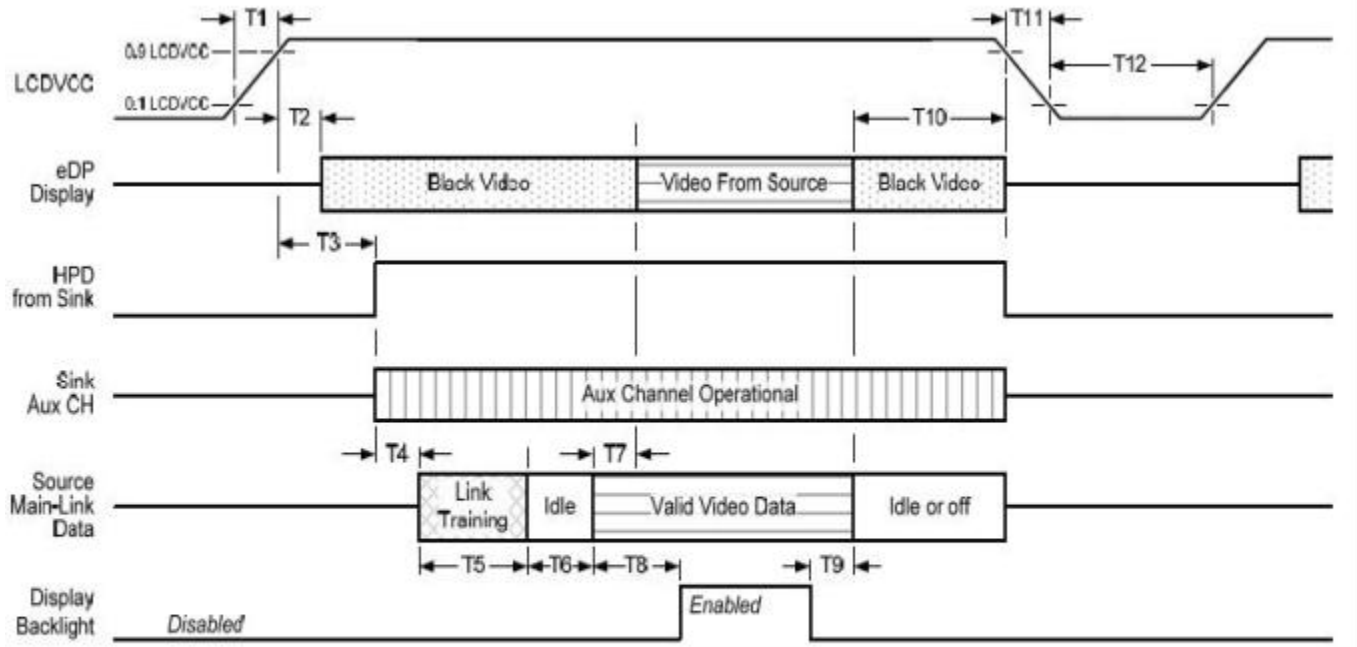 T1
T11
0.9 LCDVCC
T12
LCDVCC
0.1 LCDVCC
T2
T10
eDP
Display
Black Video
Video From Source
Black Video
T3
HPD
from Sink
Sink
Aux CH
Aux Channel Operational
T4
T7
Source
Main-Link
Data
Link
Training
Idle
Valid Video Data
Idle or off
T5
T6
T8
T9
Display
Backlight
Disabled
Enabled